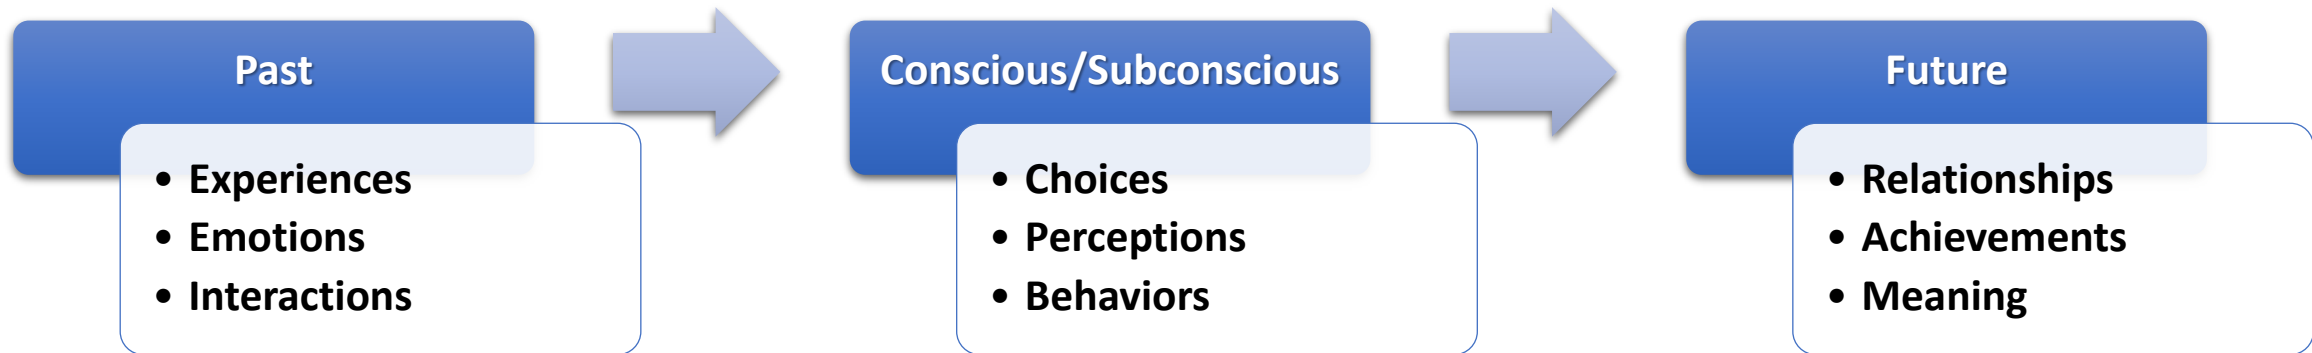 Past
• Experiences
• Emotions
• Interactions
Conscious/Subconscious
• Choices
• Perceptions
• Behaviors
Future
• Relationships
• Achievements
• Meaning